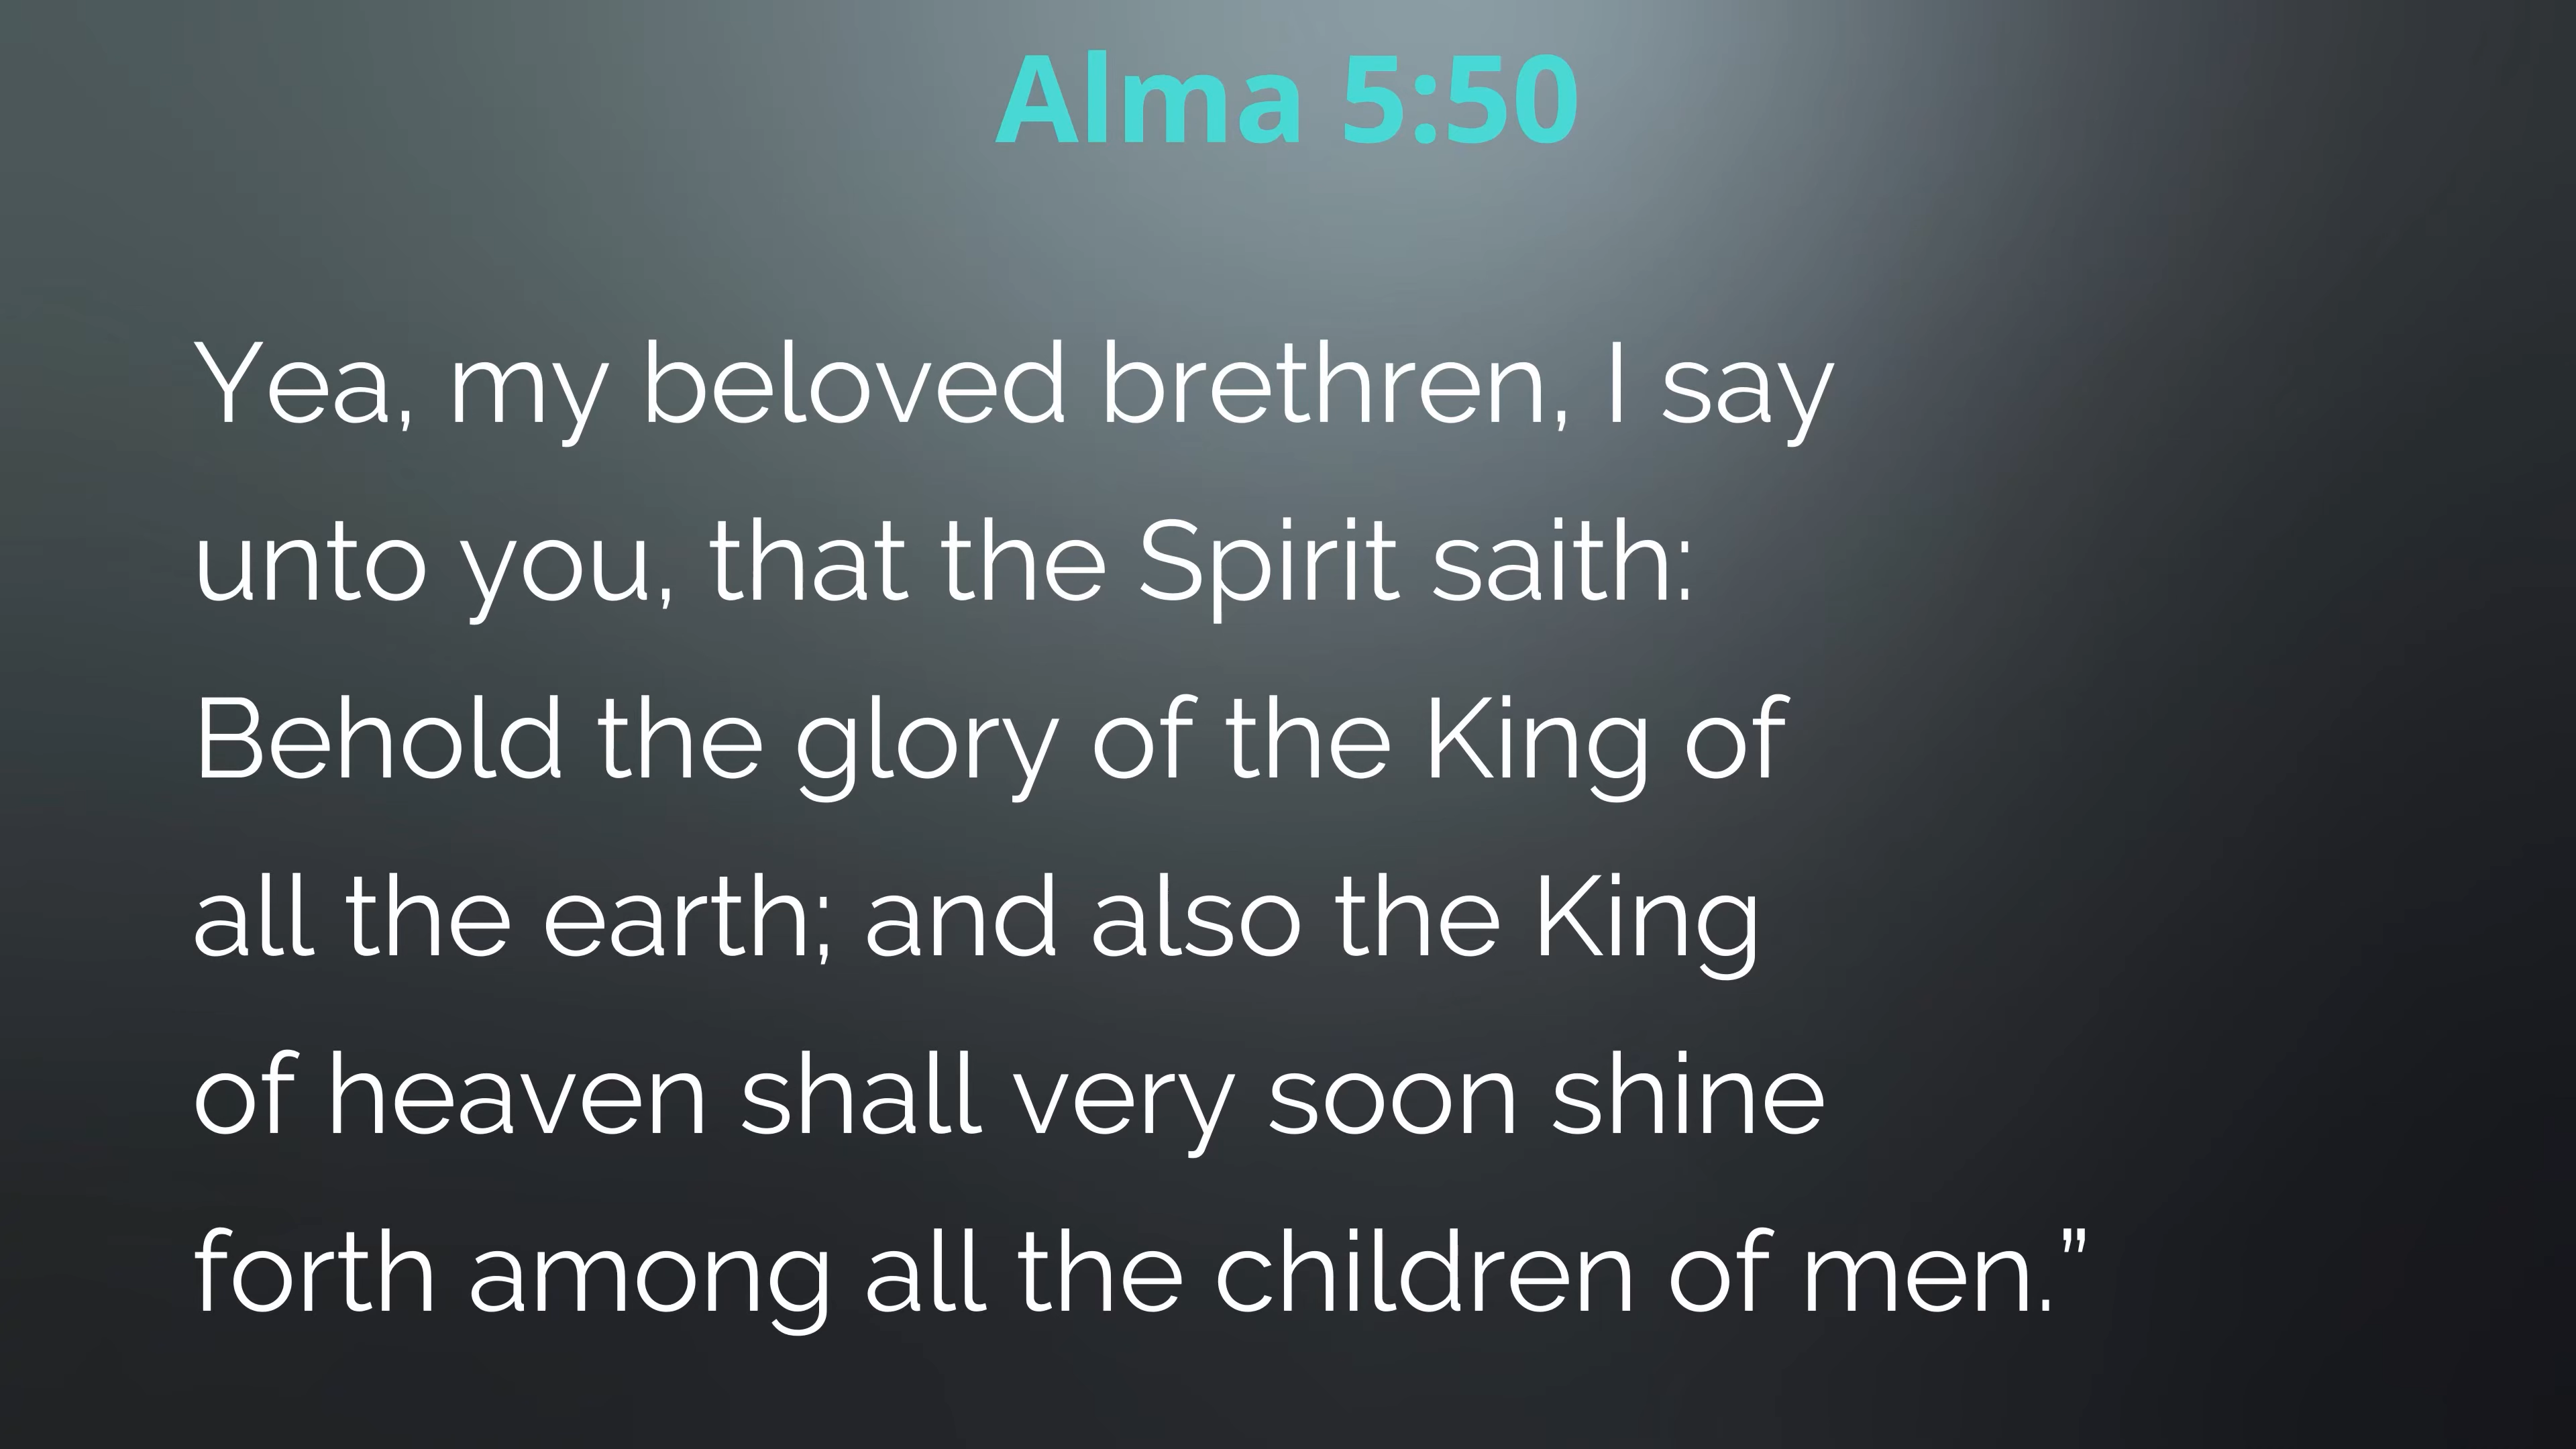 Alma 5:50
Yea, my beloved brethren, I say
unto you, that the Spirit saith:
Behold the glory of the King of
all the earth; and also the King
of heaven shall very soon shine
forth among all the children of men.”